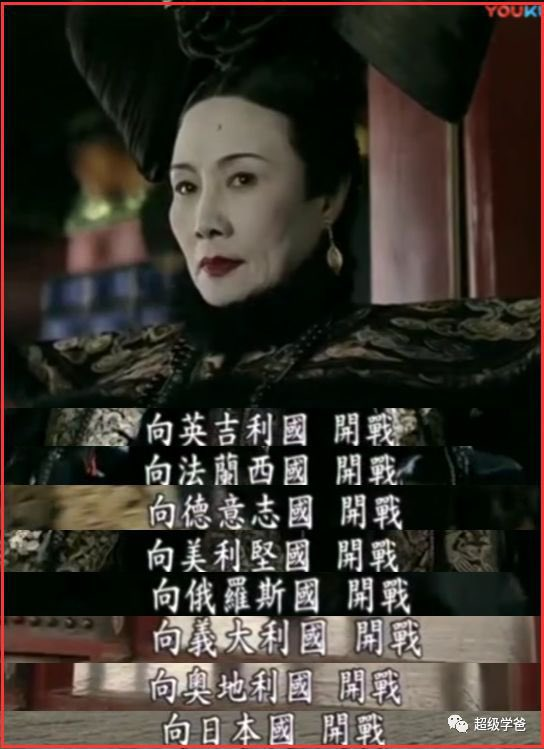 YOUKU
向英吉利國 開戰
向法蘭西國 開戰
向德意志國 開戰
向美利堅國 開戰
向俄羅斯國 開戰
向義大利國 開戰
向奧地利國 開戰
向日本國 開戰
超级学爸